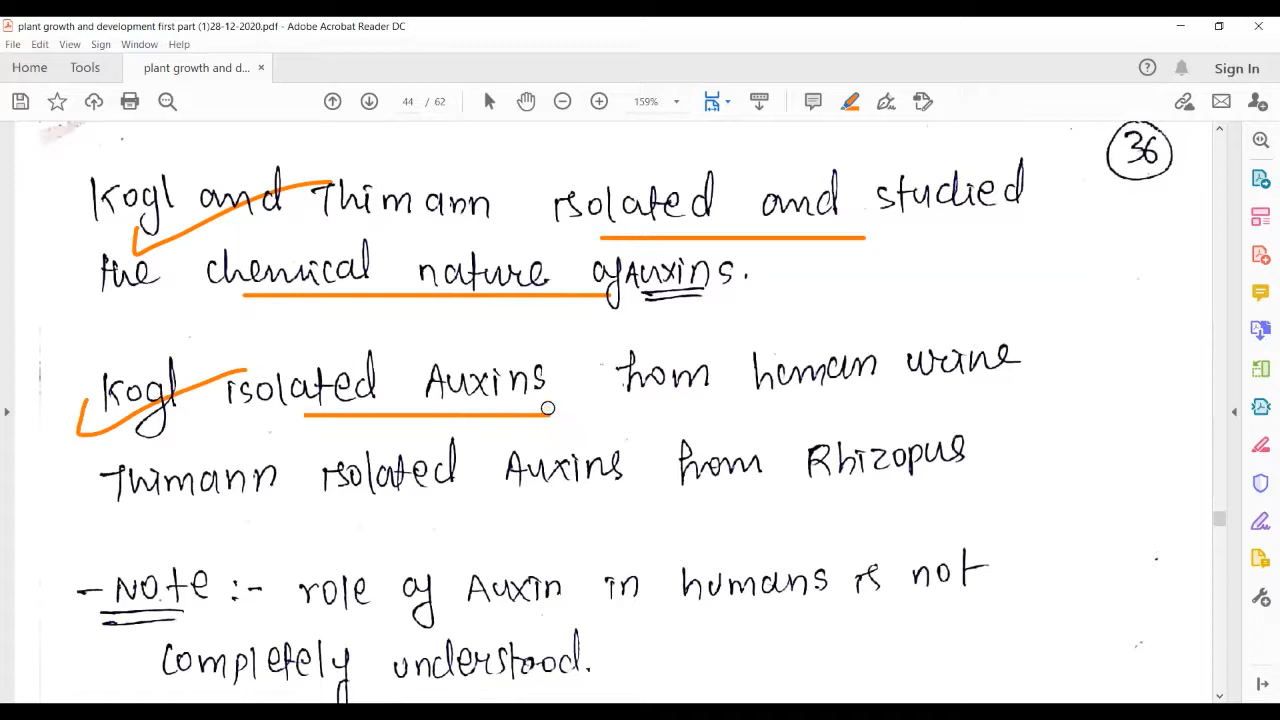 plant growth and development first part (1)28-12-2020.pdf - Adobe Acrobat Reader DC
File Edit View Sign Window Help
Home Tools plant growth and d... × Sign In
44 / 62 159%
36
Kogl and Thimann isolated and studied
the chemical nature of Auxins.
Kogl isolated Auxins from human urine
Thimann isolated Auxins from Rhizopus
- Note :- role of Auxin in humans is not
completely understood.